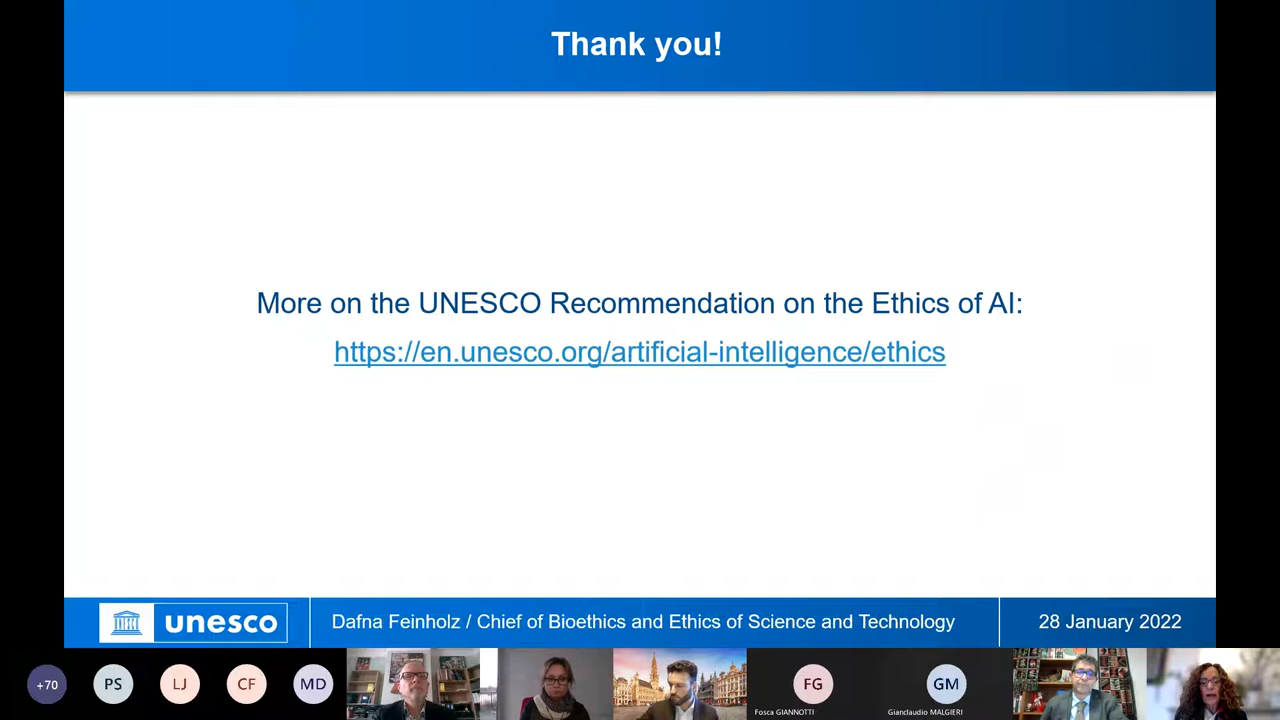 Thank you!
More on the UNESCO Recommendation on the Ethics of AI:
https://en.unesco.org/artificial-intelligence/ethics
unesco
Dafna Feinholz / Chief of Bioethics and Ethics of Science and Technology
28 January 2022
+70
PS
LJ
CF
MD
FG
Fosca GIANNOTTI
GM
Gianclaudio MALGIERI